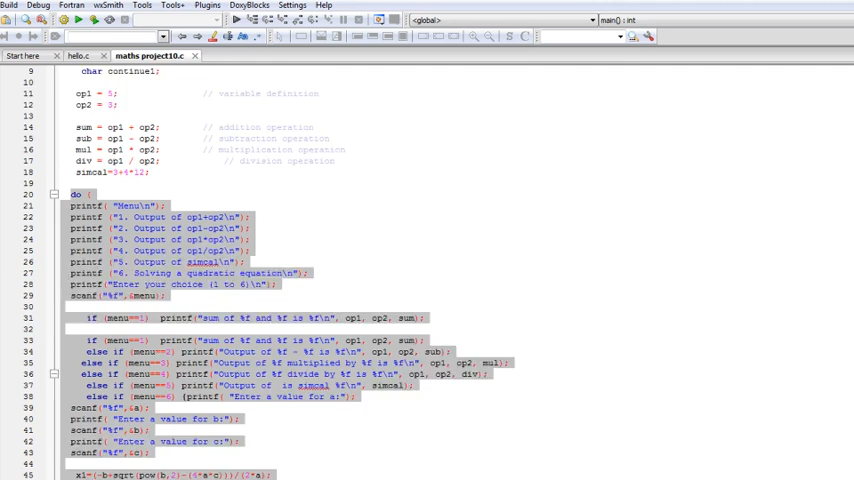 Build Debug Fortran wxSmith Tools Tools+ Plugins DoxyBlocks Settings Help
<global> main() : int
S C
Start here hello.c maths project10.c
9 char continue1;
10
11 op1 = 5; // variable definition
12 op2 = 3;
13
14 sum = op1 + op2; // addition operation
15 sub = op1 - op2; // subtraction operation
16 mul = op1 * op2; // multiplication operation
17 div = op1 / op2; // division operation
18 simcal=3+4*12;
19
20 do {
21 printf( "Menu\n");
22 printf ("1. Output of op1+op2\n");
23 printf ("2. Output of op1-op2\n");
24 printf ("3. Output of op1*op2\n");
25 printf ("4. Output of op1/op2\n");
26 printf ("5. Output of simcal\n");
27 printf ("6. Solving a quadratic equation\n");
28 printf("Enter your choice (1 to 6)\n");
29 scanf("%f",&menu);
30
31 if (menu==1) printf("sum of %f and %f is %f\n", op1, op2, sum);
32
33 if (menu==1) printf("sum of %f and %f is %f\n", op1, op2, sum);
34 else if (menu==2) printf("Output of %f - %f is %f\n", op1, op2, sub);
35 else if (menu==3) printf("Output of %f multiplied by %f is %f\n", op1, op2, mul);
36 else if (menu==4) printf("Output of %f divide by %f is %f\n", op1, op2, div);
37 else if (menu==5) printf("Output of  is simcal %f\n", simcal);
38 else if (menu==6) {printf( "Enter a value for a:");
39 scanf("%f",&a);
40 printf( "Enter a value for b:");
41 scanf("%f",&b);
42 printf( "Enter a value for c:");
43 scanf("%f",&c);
44
45 x1=(-b+sqrt(pow(b,2)-(4*a*c)))/(2*a);